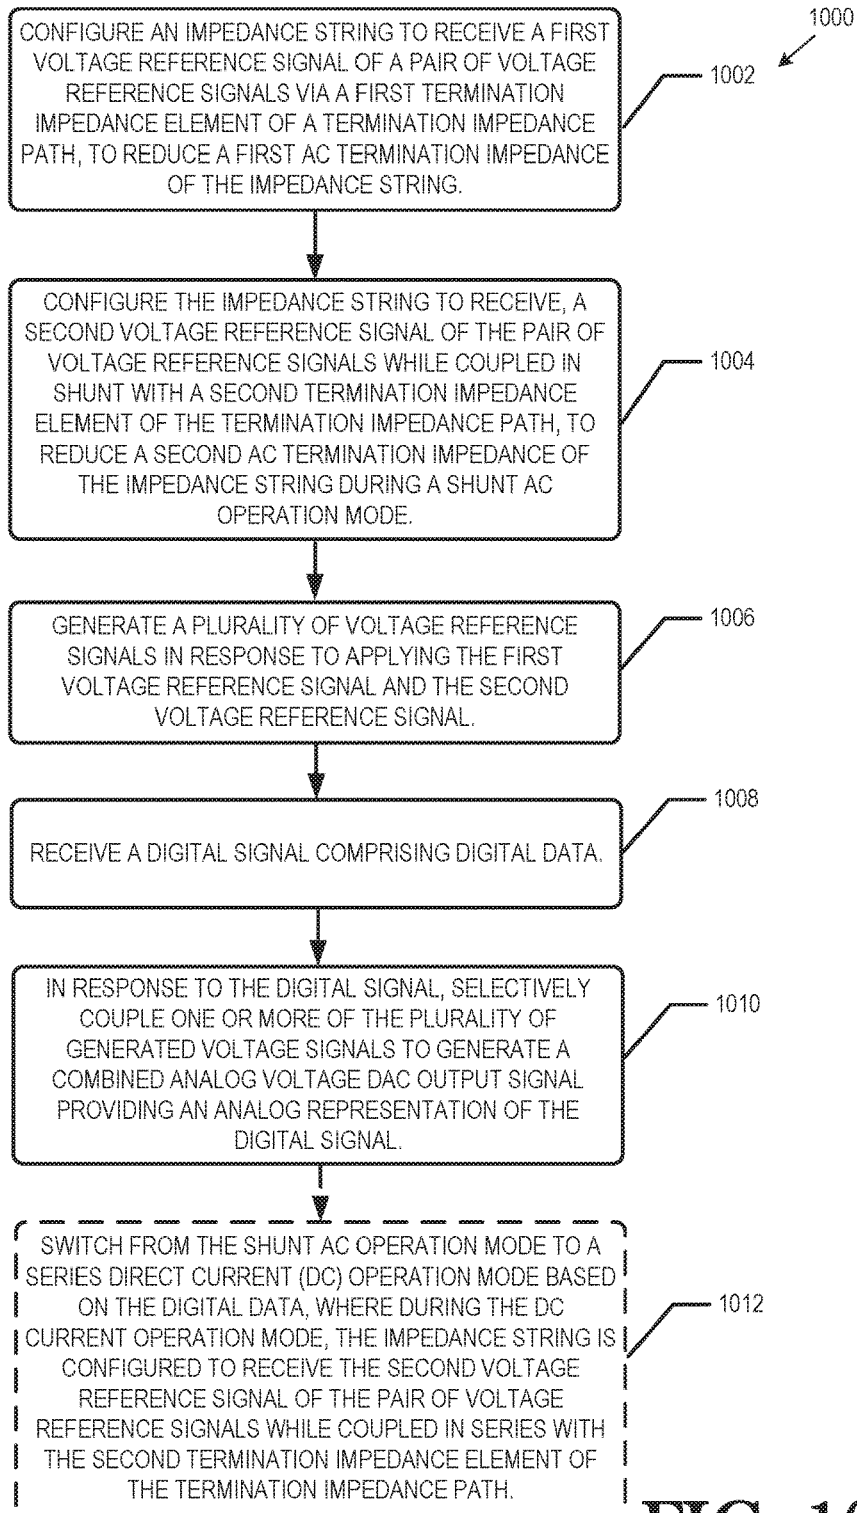 1000
CONFIGURE AN IMPEDANCE STRING TO RECEIVE A FIRST
VOLTAGE REFERENCE SIGNAL OF A PAIR OF VOLTAGE
REFERENCE SIGNALS VIA A FIRST TERMINATION
IMPEDANCE ELEMENT OF A TERMINATION IMPEDANCE
PATH, TO REDUCE A FIRST AC TERMINATION IMPEDANCE
OF THE IMPEDANCE STRING.
1002
CONFIGURE THE IMPEDANCE STRING TO RECEIVE, A
SECOND VOLTAGE REFERENCE SIGNAL OF THE PAIR OF
VOLTAGE REFERENCE SIGNALS WHILE COUPLED IN
SHUNT WITH A SECOND TERMINATION IMPEDANCE
ELEMENT OF THE TERMINATION IMPEDANCE PATH, TO
REDUCE A SECOND AC TERMINATION IMPEDANCE OF
THE IMPEDANCE STRING DURING A SHUNT AC
OPERATION MODE.
1004
GENERATE A PLURALITY OF VOLTAGE REFERENCE
SIGNALS IN RESPONSE TO APPLYING THE FIRST
VOLTAGE REFERENCE SIGNAL AND THE SECOND
VOLTAGE REFERENCE SIGNAL.
1006
RECEIVE A DIGITAL SIGNAL COMPRISING DIGITAL DATA.
1008
IN RESPONSE TO THE DIGITAL SIGNAL, SELECTIVELY
COUPLE ONE OR MORE OF THE PLURALITY OF
GENERATED VOLTAGE SIGNALS TO GENERATE A
COMBINED ANALOG VOLTAGE DAC OUTPUT SIGNAL
PROVIDING AN ANALOG REPRESENTATION OF THE
DIGITAL SIGNAL.
1010
SWITCH FROM THE SHUNT AC OPERATION MODE TO A
SERIES DIRECT CURRENT (DC) OPERATION MODE BASED
ON THE DIGITAL DATA, WHERE DURING THE DC
CURRENT OPERATION MODE, THE IMPEDANCE STRING IS
CONFIGURED TO RECEIVE THE SECOND VOLTAGE
REFERENCE SIGNAL OF THE PAIR OF VOLTAGE
REFERENCE SIGNALS WHILE COUPLED IN SERIES WITH
THE SECOND TERMINATION IMPEDANCE ELEMENT OF
THE TERMINATION IMPEDANCE PATH.
1012
FIG.